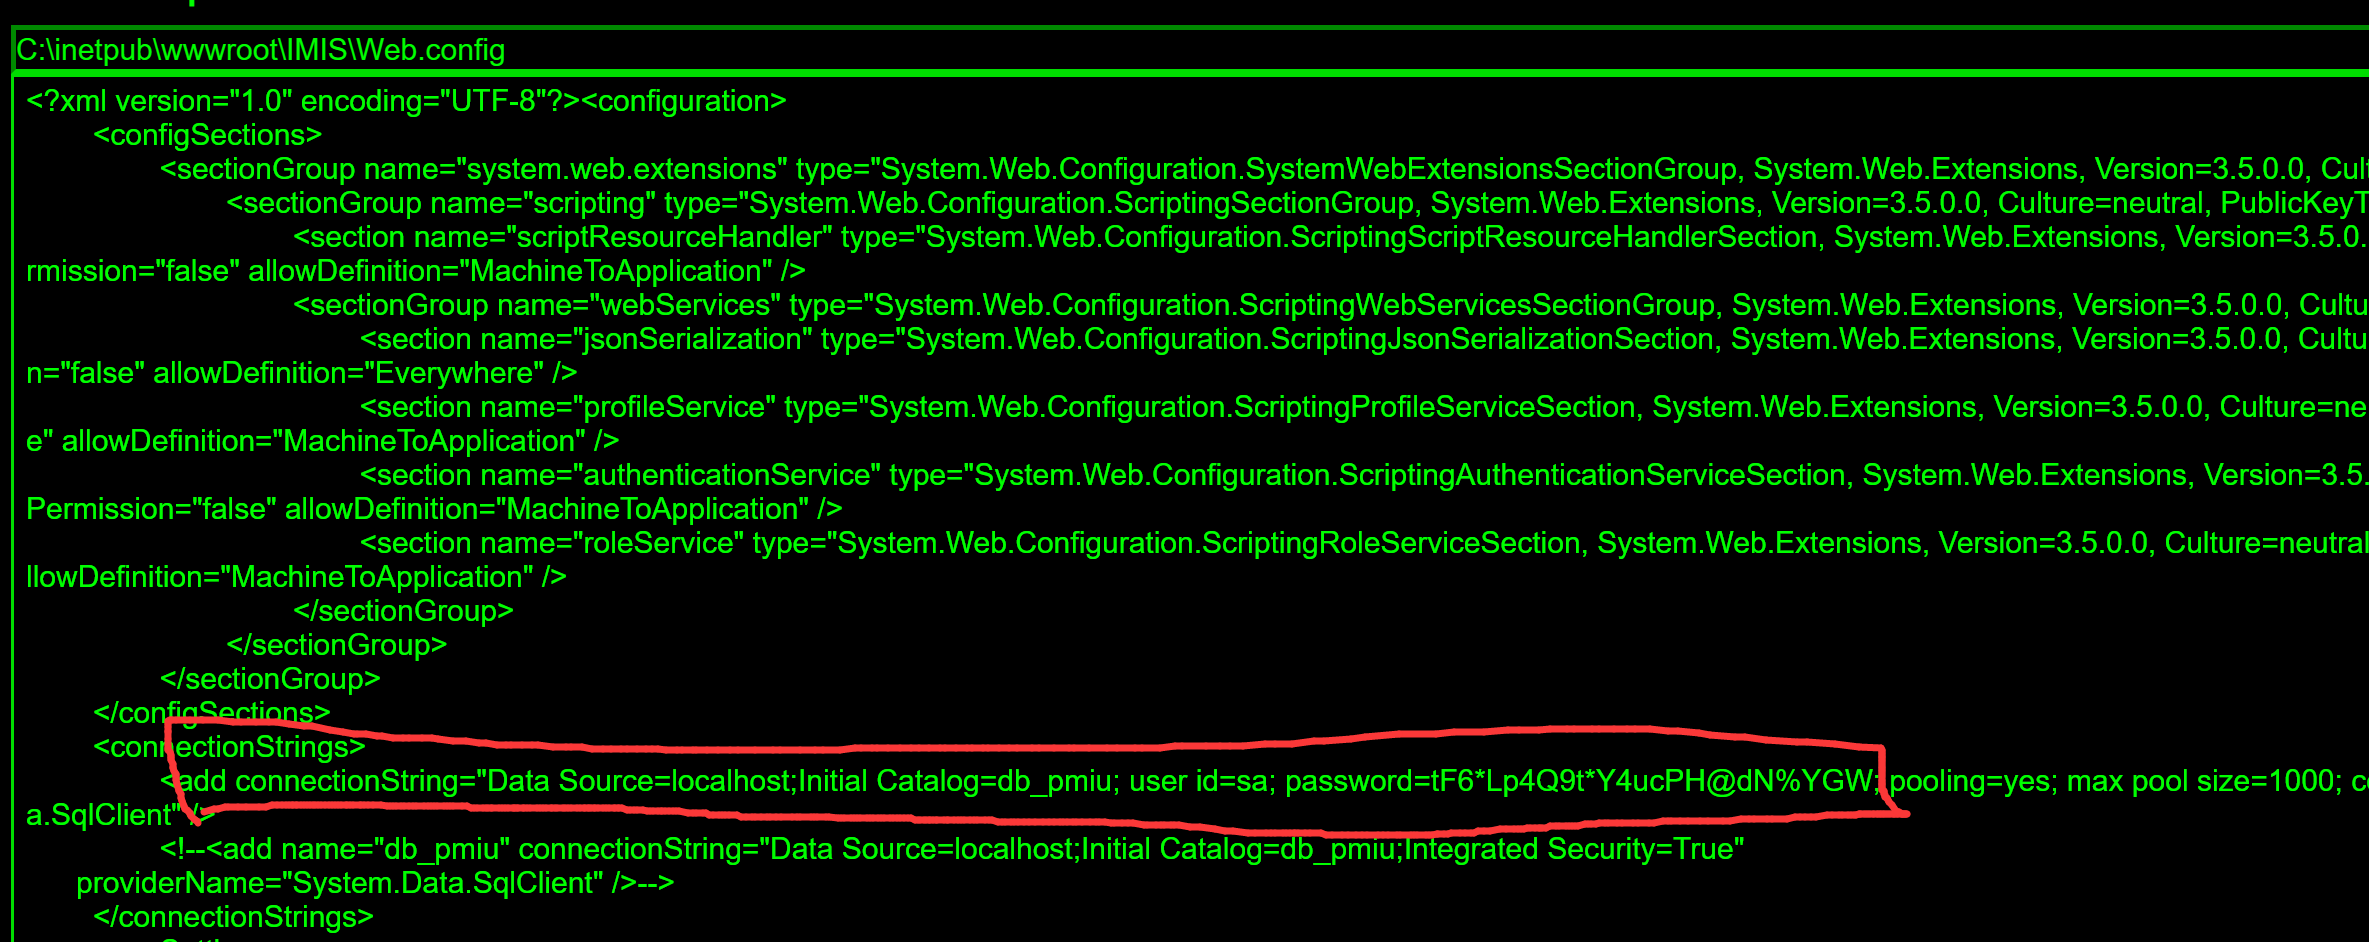 C:\inetpub\wwwroot\IMIS\Web.config
<?xml version="1.0" encoding="UTF-8"?><configuration>
<configSections>
<sectionGroup name="system.web.extensions" type="System.Web.Configuration.SystemWebExtensionsSectionGroup, System.Web.Extensions, Version=3.5.0.0, Cult
<sectionGroup name="scripting" type="System.Web.Configuration.ScriptingSectionGroup, System.Web.Extensions, Version=3.5.0.0, Culture=neutral, PublicKeyT
<section name="scriptResourceHandler" type="System.Web.Configuration.ScriptingScriptResourceHandlerSection, System.Web.Extensions, Version=3.5.0.
rmission="false" allowDefinition="MachineToApplication" />
<sectionGroup name="webServices" type="System.Web.Configuration.ScriptingWebServicesSectionGroup, System.Web.Extensions, Version=3.5.0.0, Cultu
<section name="jsonSerialization" type="System.Web.Configuration.ScriptingJsonSerializationSection, System.Web.Extensions, Version=3.5.0.0, Cultu
n="false" allowDefinition="Everywhere" />
<section name="profileService" type="System.Web.Configuration.ScriptingProfileServiceSection, System.Web.Extensions, Version=3.5.0.0, Culture=ne
e" allowDefinition="MachineToApplication" />
<section name="authenticationService" type="System.Web.Configuration.ScriptingAuthenticationServiceSection, System.Web.Extensions, Version=3.5.
Permission="false" allowDefinition="MachineToApplication" />
<section name="roleService" type="System.Web.Configuration.ScriptingRoleServiceSection, System.Web.Extensions, Version=3.5.0.0, Culture=neutral
llowDefinition="MachineToApplication" />
</sectionGroup>
</sectionGroup>
</sectionGroup>
</configSections>
<connectionStrings>
<add connectionString="Data Source=localhost;Initial Catalog=db_pmiu; user id=sa; password=tF6*Lp4Q9t*Y4ucPH@dN%YGW; pooling=yes; max pool size=1000; co
a.SqlClient" />
<!--<add name="db_pmiu" connectionString="Data Source=localhost;Initial Catalog=db_pmiu;Integrated Security=True"
providerName="System.Data.SqlClient" />-->
</connectionStrings>